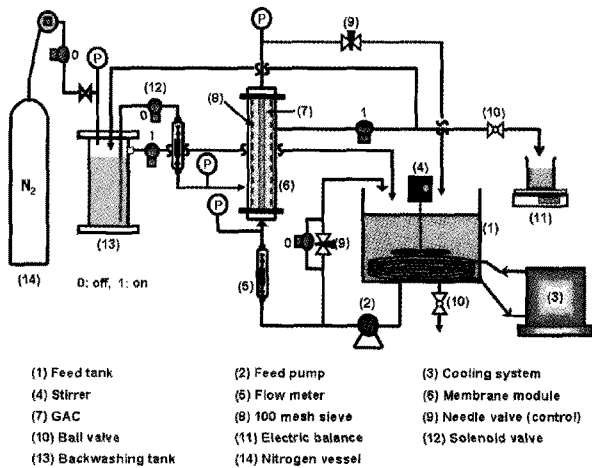 P
(9)
0
P
(12)
0
(8)
(7)
1
(10)
1
(4)
N2
P
(6)
(11)
P
(1)
(13)
0
(9)
(14)
0: off, 1: on
(5)
(2)
(10)
(3)
(1) Feed tank (2) Feed pump (3) Cooling system
(4) Stirrer (5) Flow meter (6) Membrane module
(7) GAC (8) 100 mesh sieve (9) Needle valve (control)
(10) Ball valve (11) Electric balance (12) Solenoid valve
(13) Backwashing tank (14) Nitrogen vessel